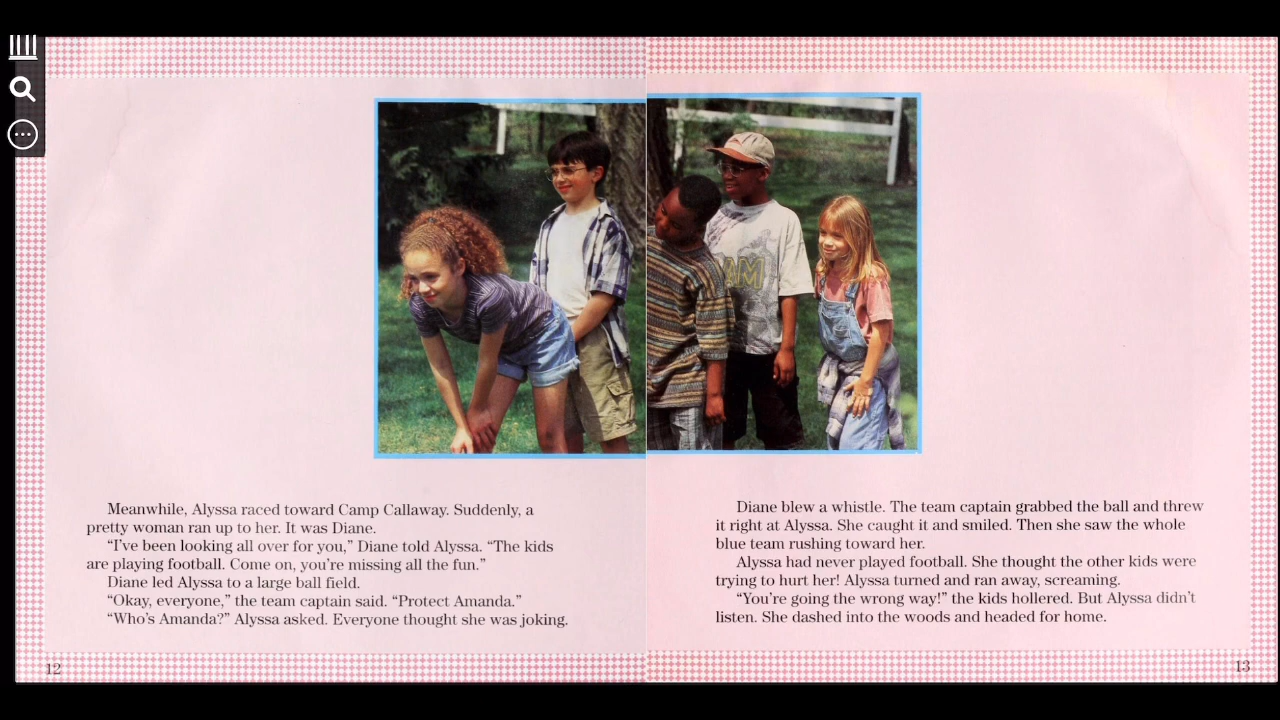 AM
Meanwhile, Alyssa raced toward Camp Callaway. Suddenly, a
pretty woman ran up to her. It was Diane.
“I’ve been looking all over for you,” Diane told Alyssa. “The kids
are playing football. Come on, you’re missing all the fun.”
Diane led Alyssa to a large ball field.
“Okay, everyone,” the team captain said. “Protect Amanda.”
“Who’s Amanda?” Alyssa asked. Everyone thought she was joking.
12
Diane blew a whistle. The team captain grabbed the ball and threw
it right at Alyssa. She caught it and smiled. Then she saw the whole
blue team rushing toward her.
Alyssa had never played football. She thought the other kids were
trying to hurt her! Alyssa turned and ran away, screaming.
“You’re going the wrong way!” the kids hollered. But Alyssa didn’t
listen. She dashed into the woods and headed for home.
13